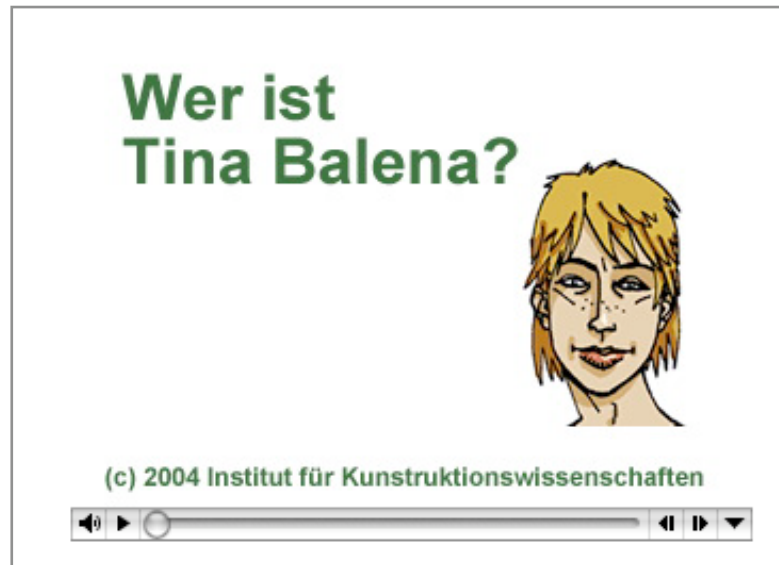 Wer ist
Tina Balena?
(c) 2004 Institut für Kunstruktionswissenschaften